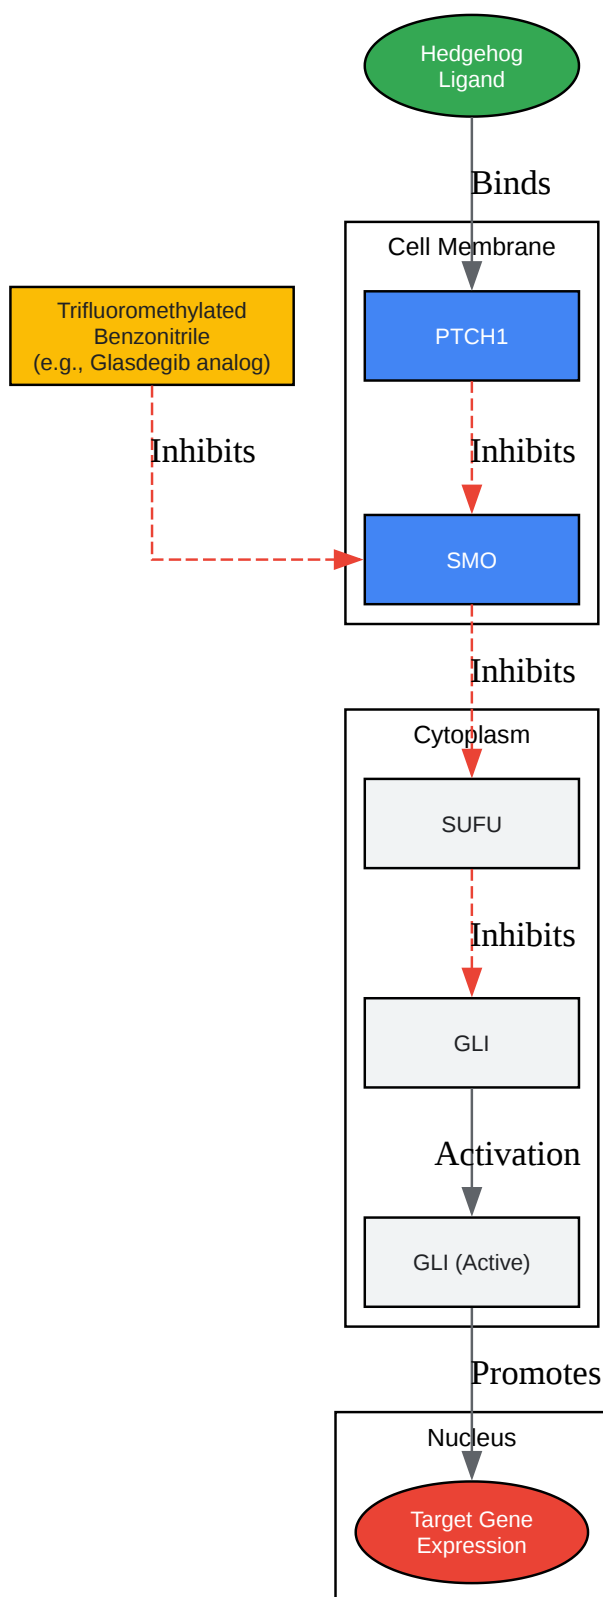 Hedgehog
Ligand
Binds
Cell Membrane
Trifluoromethylated
Benzonitrile
(e.g., Glasdegib analog)
PTCH1
Inhibits
Inhibits
SMO
Inhibits
Cytoplasm
SUFU
Inhibits
GLI
Activation
GLI (Active)
Promotes
Nucleus
Target Gene
Expression